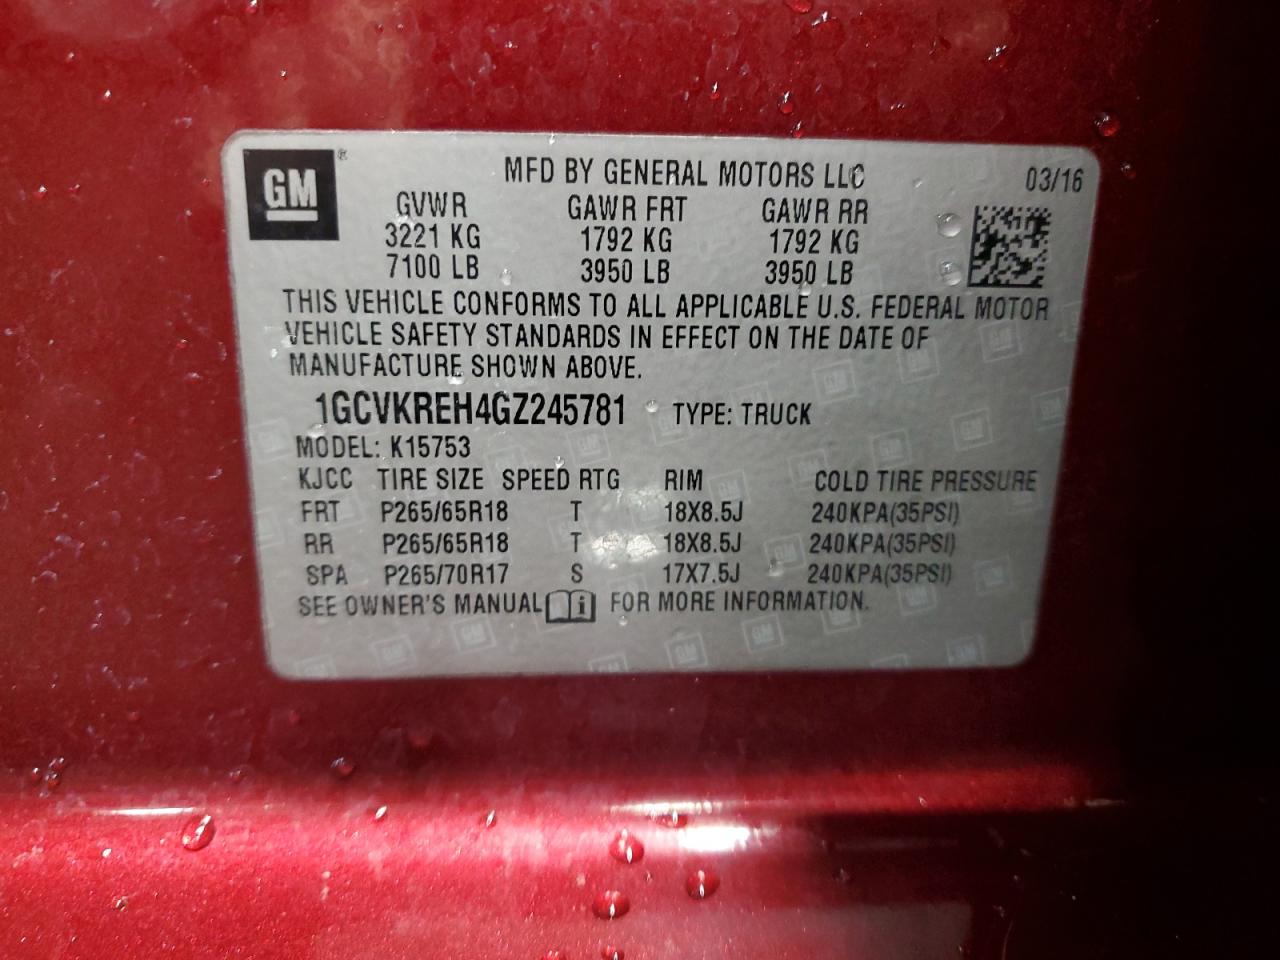 GM®
MFD BY GENERAL MOTORS LLC 03/16
GVWR GAWR FRT GAWR RR
3221 KG 1792 KG 1792 KG
7100 LB 3950 LB 3950 LB
THIS VEHICLE CONFORMS TO ALL APPLICABLE U.S. FEDERAL MOTOR
VEHICLE SAFETY STANDARDS IN EFFECT ON THE DATE OF
MANUFACTURE SHOWN ABOVE.
1GCVKREH4GZ245781 TYPE: TRUCK
MODEL: K15753
KJCC TIRE SIZE SPEED RTG RIM COLD TIRE PRESSURE
FRT P265/65R18 T 18X8.5J 240KPA(35PSI)
RR P265/65R18 T 18X8.5J 240KPA(35PSI)
SPA P265/70R17 S 17X7.5J 240KPA(35PSI)
SEE OWNER'S MANUAL i FOR MORE INFORMATION.